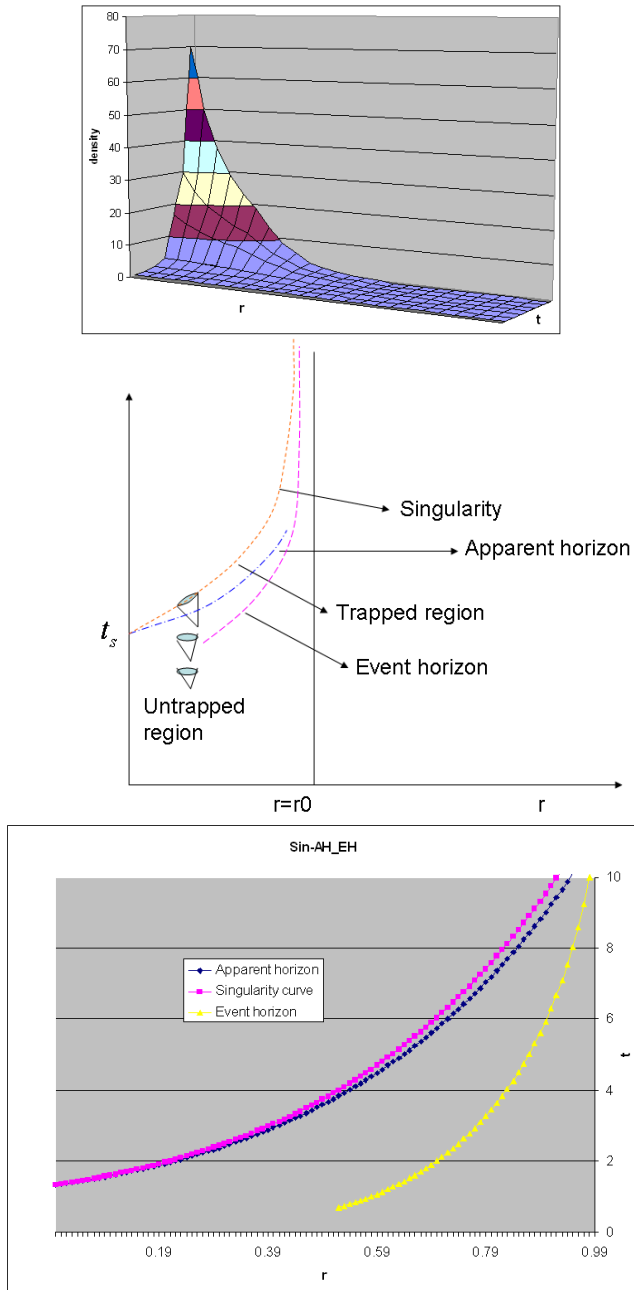 80
70
60
50
40
30
20
10
0
density
r
t
Singularity
Apparent horizon
Trapped region
t_s
Event horizon
Untrapped
region
r=r0
r
Sin-AH_EH
10
8
6
4
2
0
Apparent horizon
Singularity curve
Event horizon
t
0.19
0.39
0.59
0.79
0.99
r